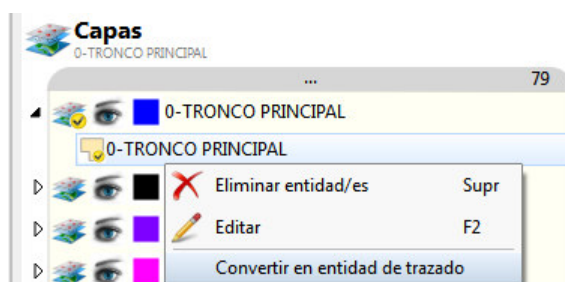 Capas
0-TRONCO PRINCIPAL
... 79
0-TRONCO PRINCIPAL
0-TRONCO PRINCIPAL
Eliminar entidad/es Supr
Editar F2
Convertir en entidad de trazado